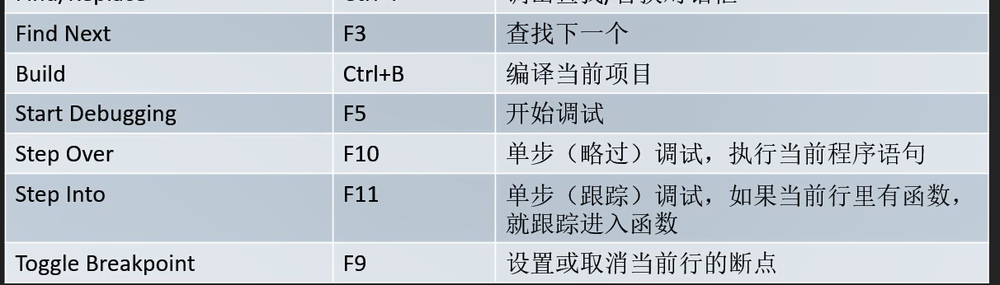 Find Next F3 查找下一个
Build Ctrl+B 编译当前项目
Start Debugging F5 开始调试
Step Over F10 单步（略过）调试，执行当前程序语句
Step Into F11 单步（跟踪）调试，如果当前行里有函数，
就跟踪进入函数
Toggle Breakpoint F9 设置或取消当前行的断点